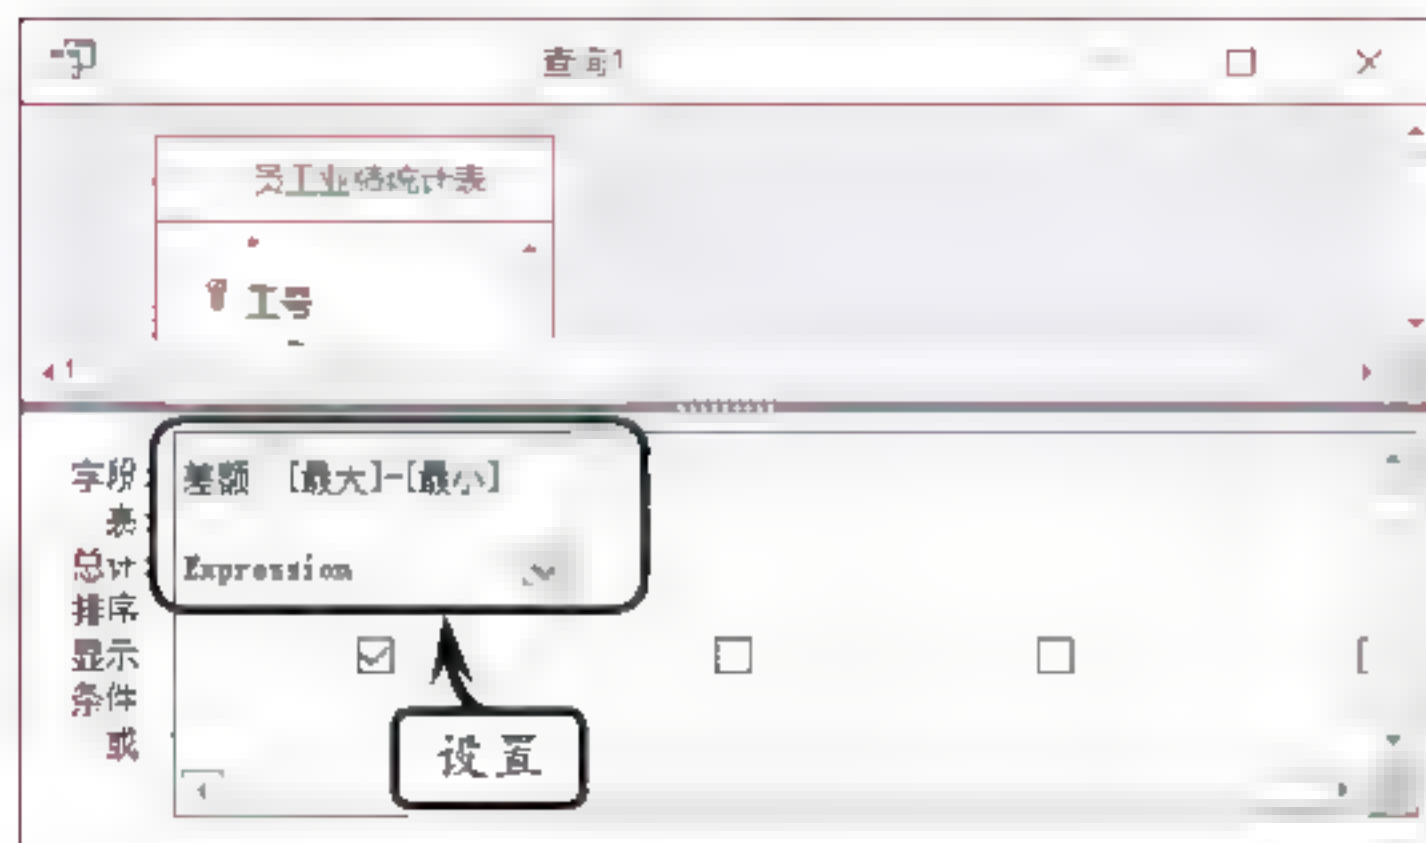 查询1
员工业绩统计表
*
工号
字段: 差额 [最大]-[最小]
表:
总计: Expression
排序
显示
条件
或
设置